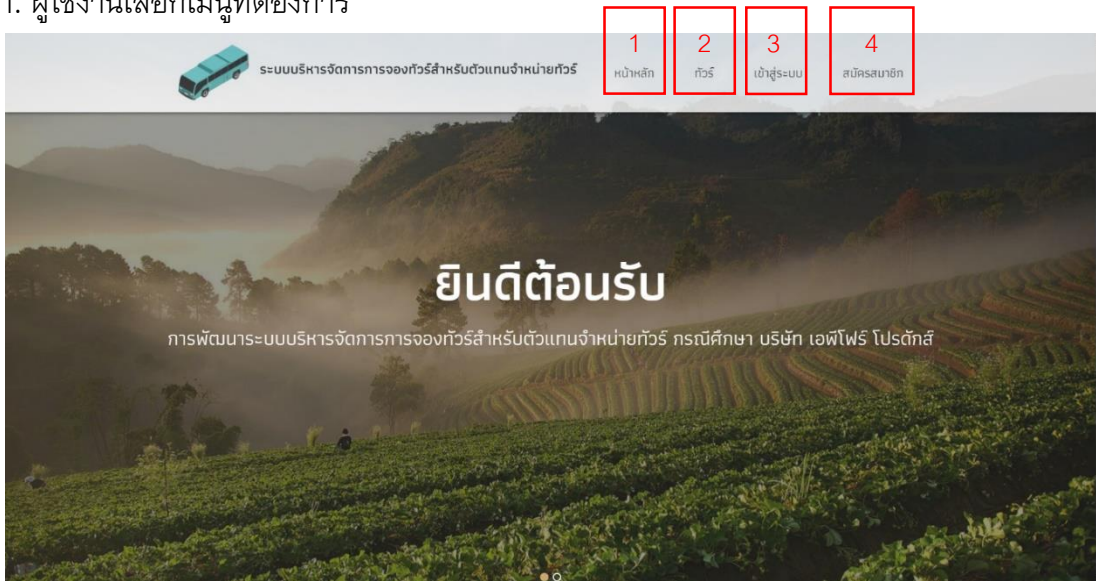 1. ผู้ใช้งานเลือกเมนูที่ต้องการ
1 2 3 4
ระบบบริหารจัดการการจองทัวร์สำหรับตัวแทนจำหน่ายทัวร์ หน้าหลัก ทัวร์ เข้าสู่ระบบ สมัครสมาชิก
ยินดีต้อนรับ
การพัฒนาระบบบริหารจัดการการจองทัวร์สำหรับตัวแทนจำหน่ายทัวร์ กรณีศึกษา บริษัท เอพีโฟร์ โปรดักส์